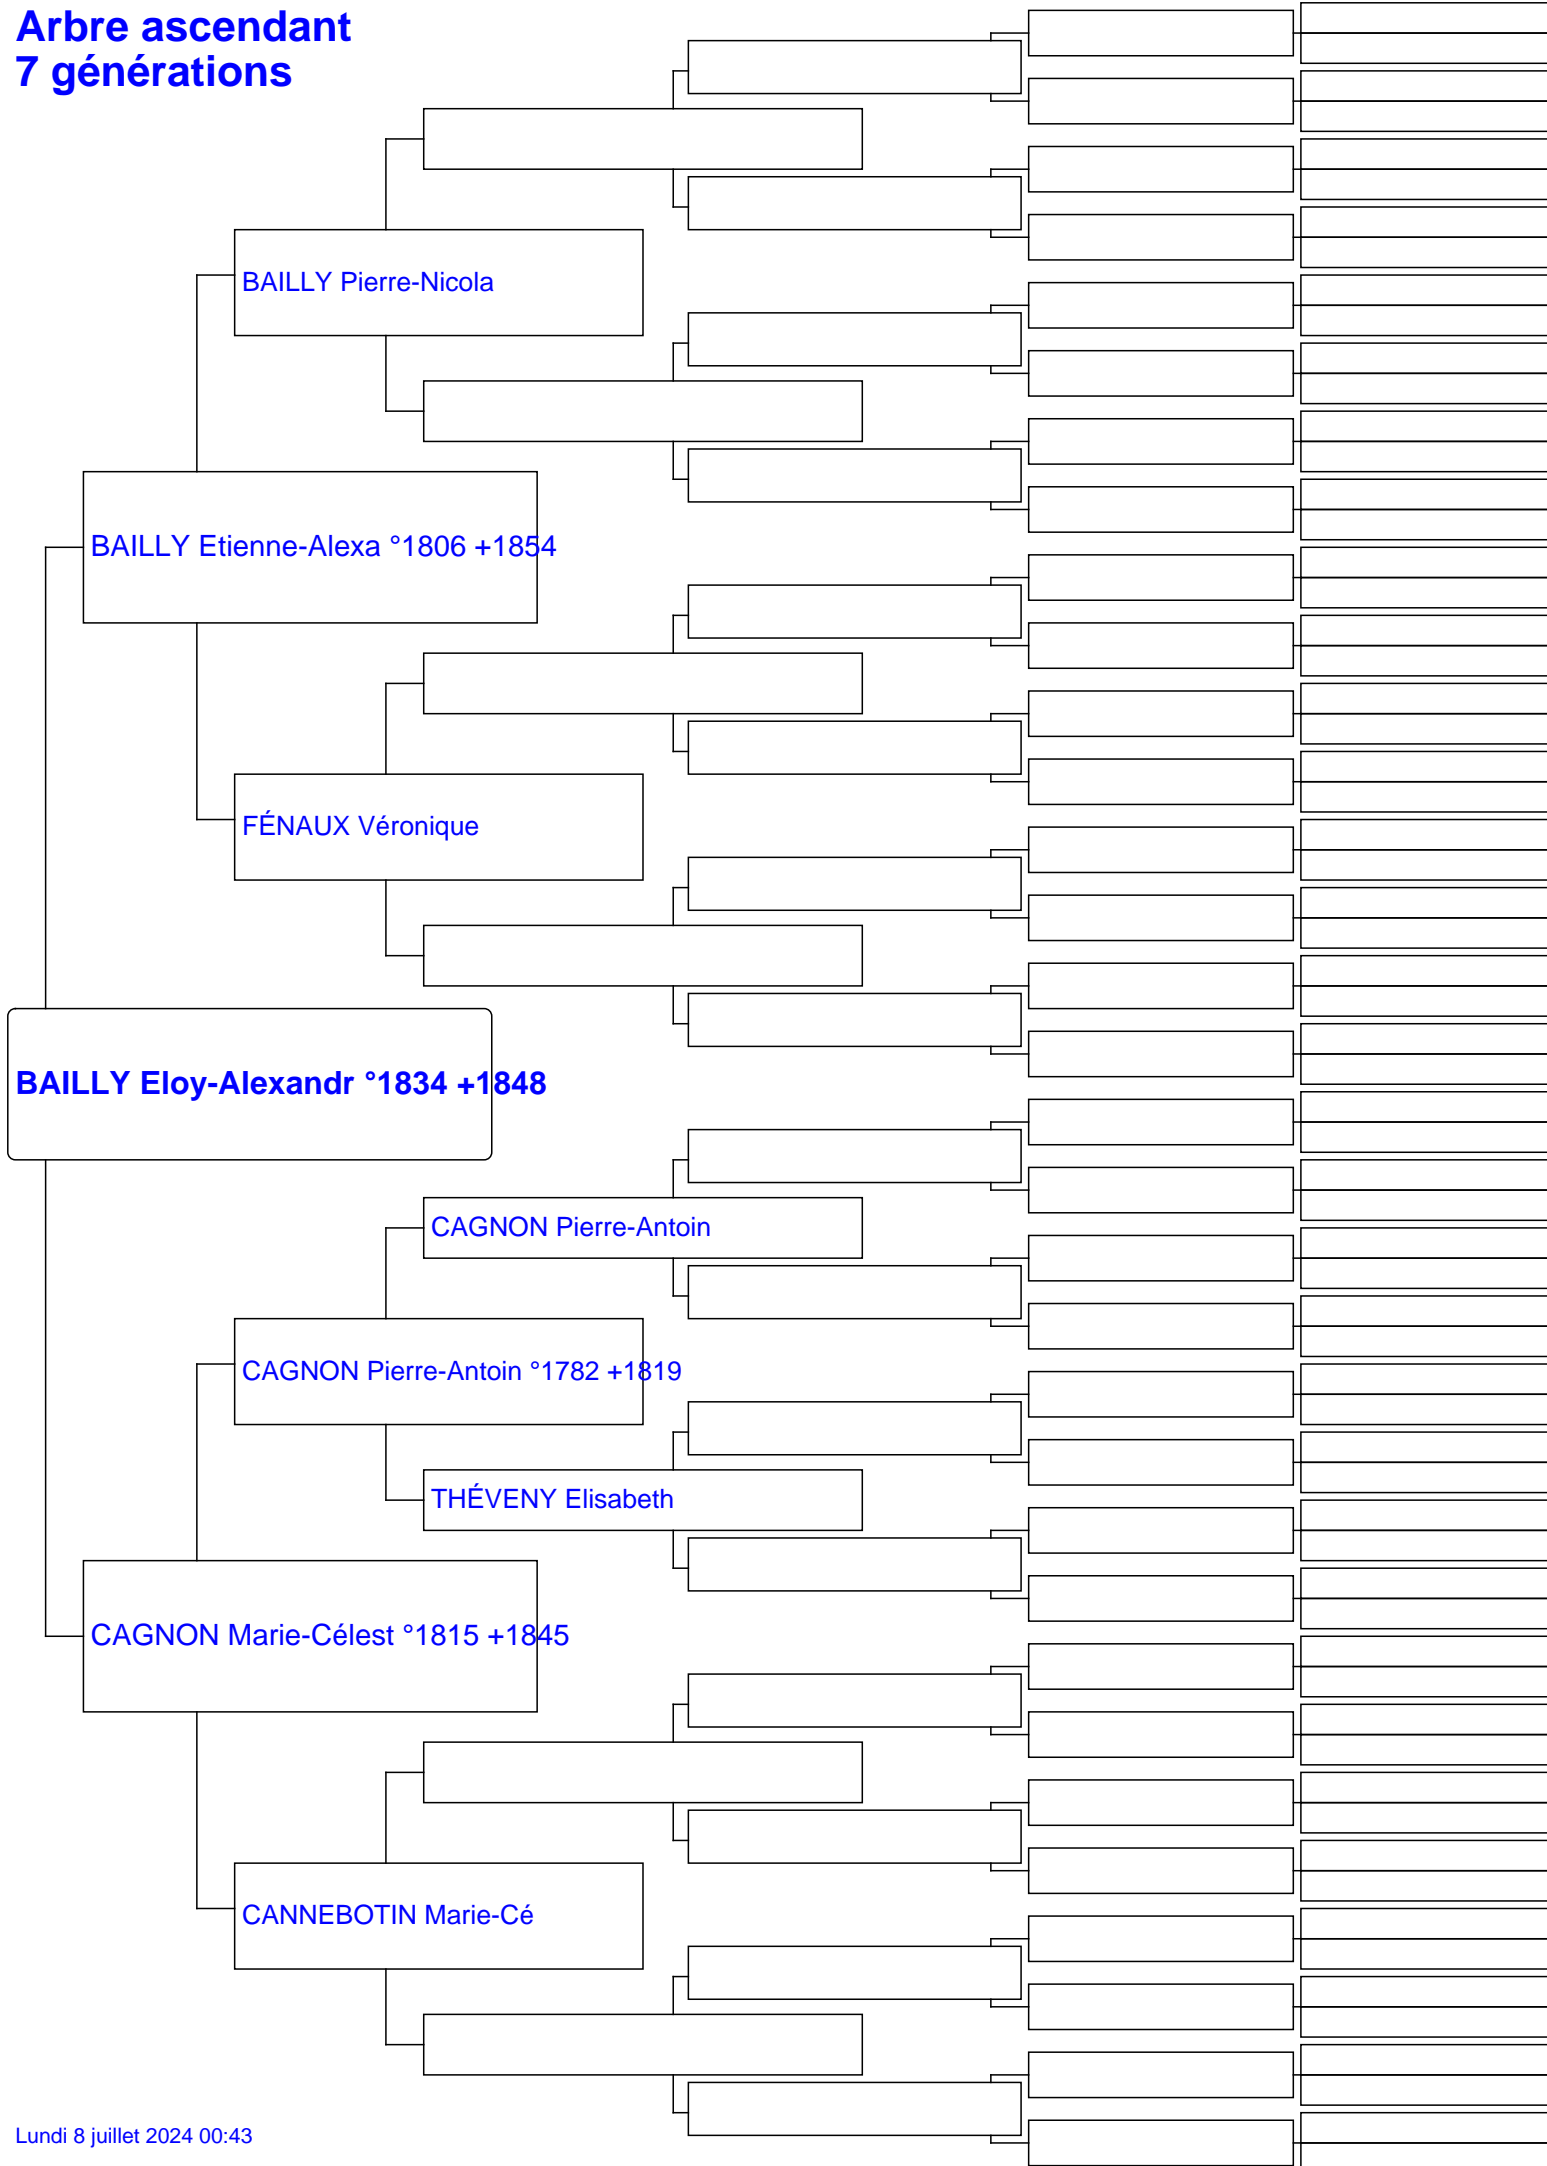 Arbre ascendant
7 générations
BAILLY Pierre-Nicola
BAILLY Etienne-Alexa °1806 +1854
FÉNAUX Véronique
BAILLY Eloy-Alexandr °1834 +1848
CAGNON Pierre-Antoin
CAGNON Pierre-Antoin °1782 +1819
THÉVENY Elisabeth
CAGNON Marie-Célest °1815 +1845
CANNEBOTIN Marie-Cé
Lundi 8 juillet 2024 00:43